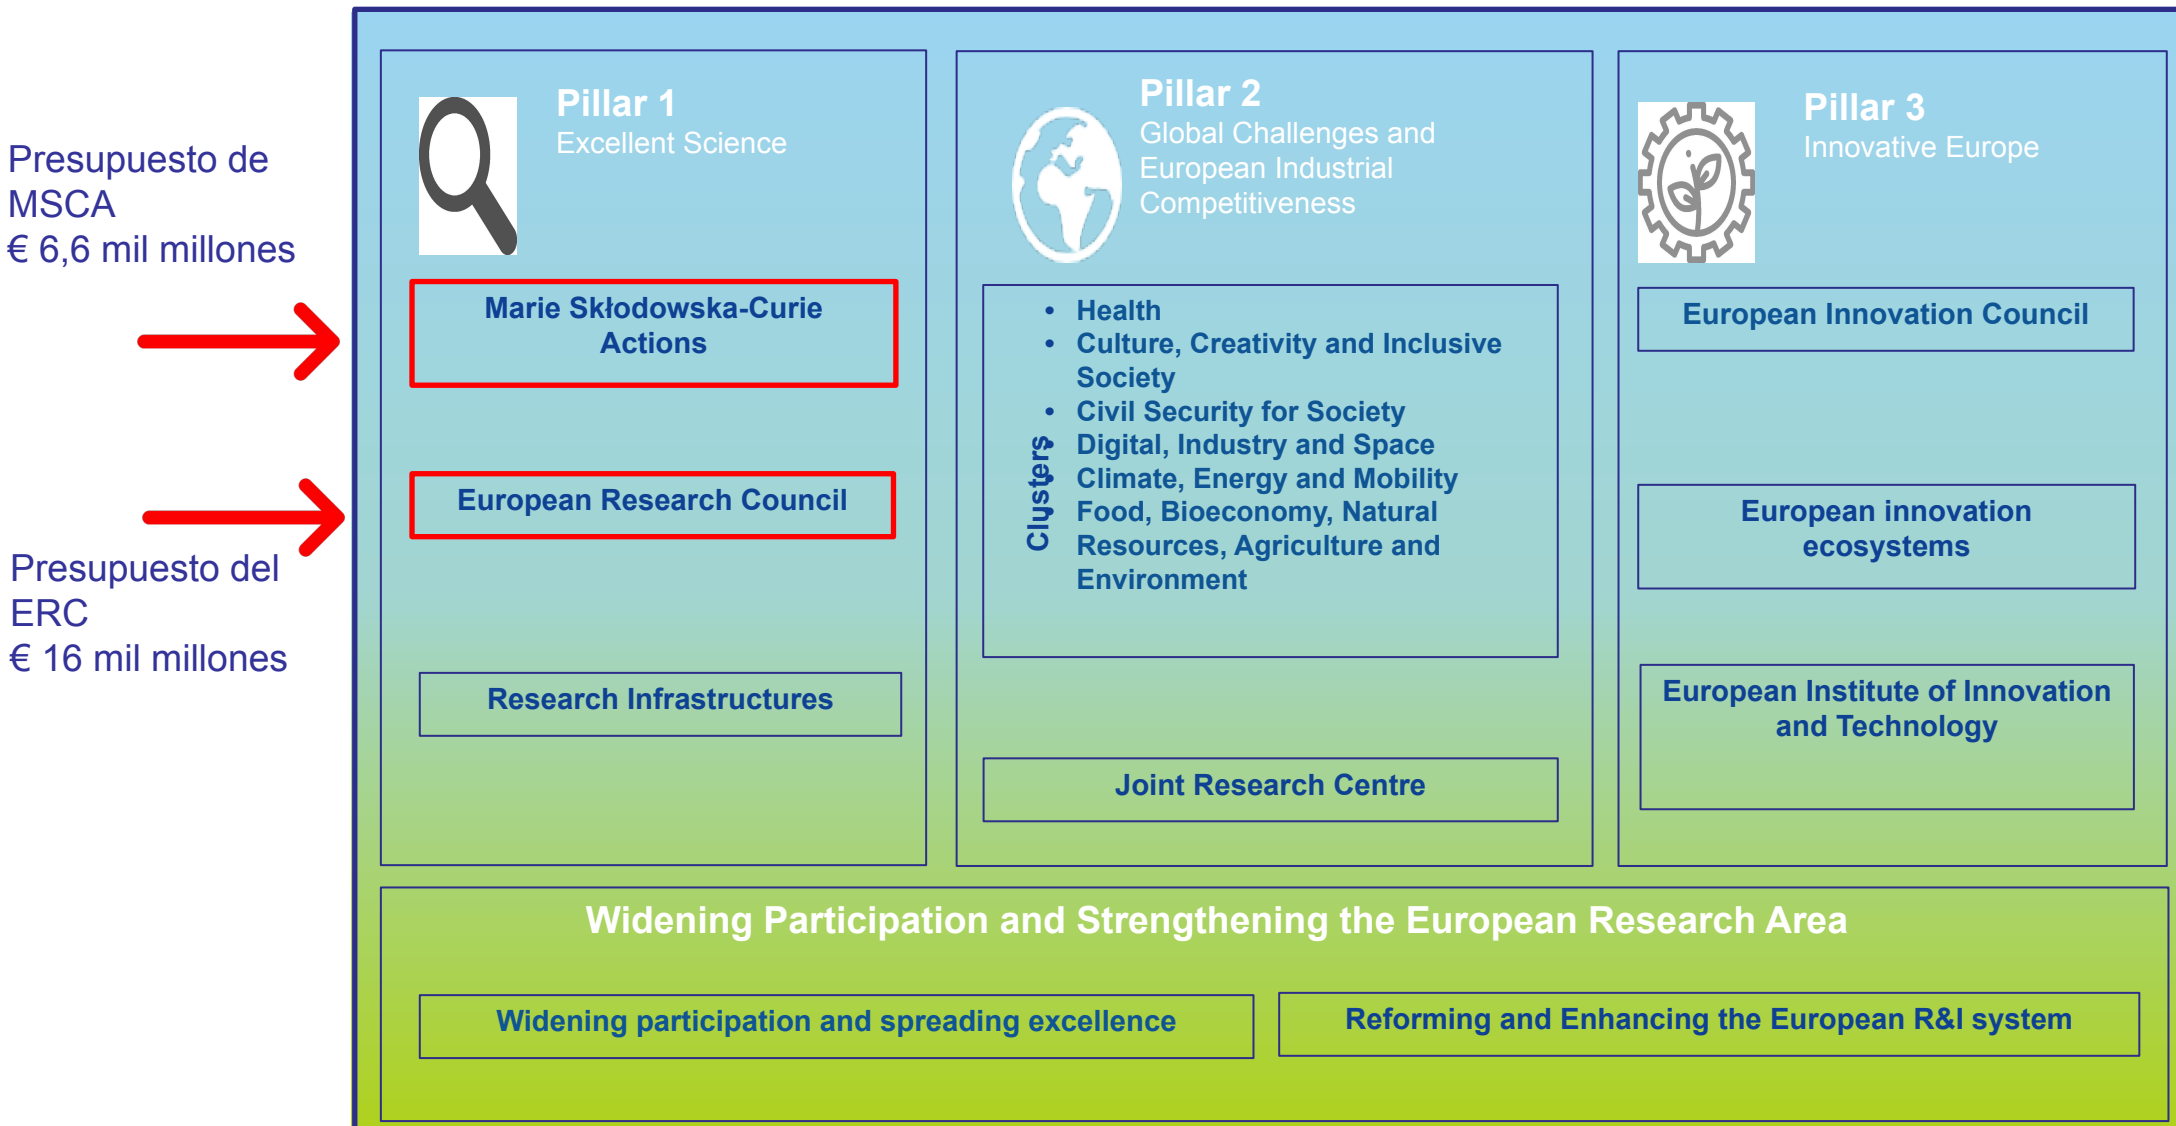 Presupuesto de
MSCA
€ 6,6 mil millones
Presupuesto del
ERC
€ 16 mil millones
Pillar 1
Excellent Science
Marie Skłodowska-Curie
Actions
European Research Council
Research Infrastructures
Pillar 2
Global Challenges and
European Industrial
Competitiveness
Clusters
• Health
• Culture, Creativity and Inclusive
Society
• Civil Security for Society
• Digital, Industry and Space
• Climate, Energy and Mobility
• Food, Bioeconomy, Natural
Resources, Agriculture and
Environment
Joint Research Centre
Pillar 3
Innovative Europe
European Innovation Council
European innovation
ecosystems
European Institute of Innovation
and Technology
Widening Participation and Strengthening the European Research Area
Widening participation and spreading excellence
Reforming and Enhancing the European R&I system